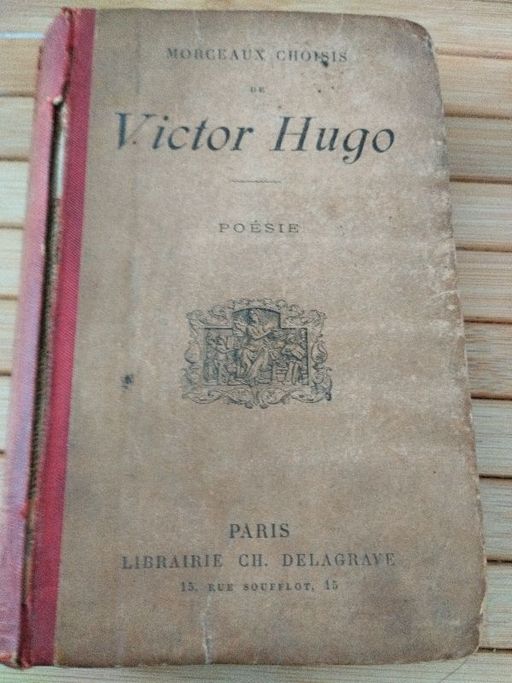 MORCEAUX CHOISIS
DE
Victor Hugo
POÉSIE
PARIS
LIBRAIRIE CH. DELAGRAVE
15, RUE SOUFFLOT, 15